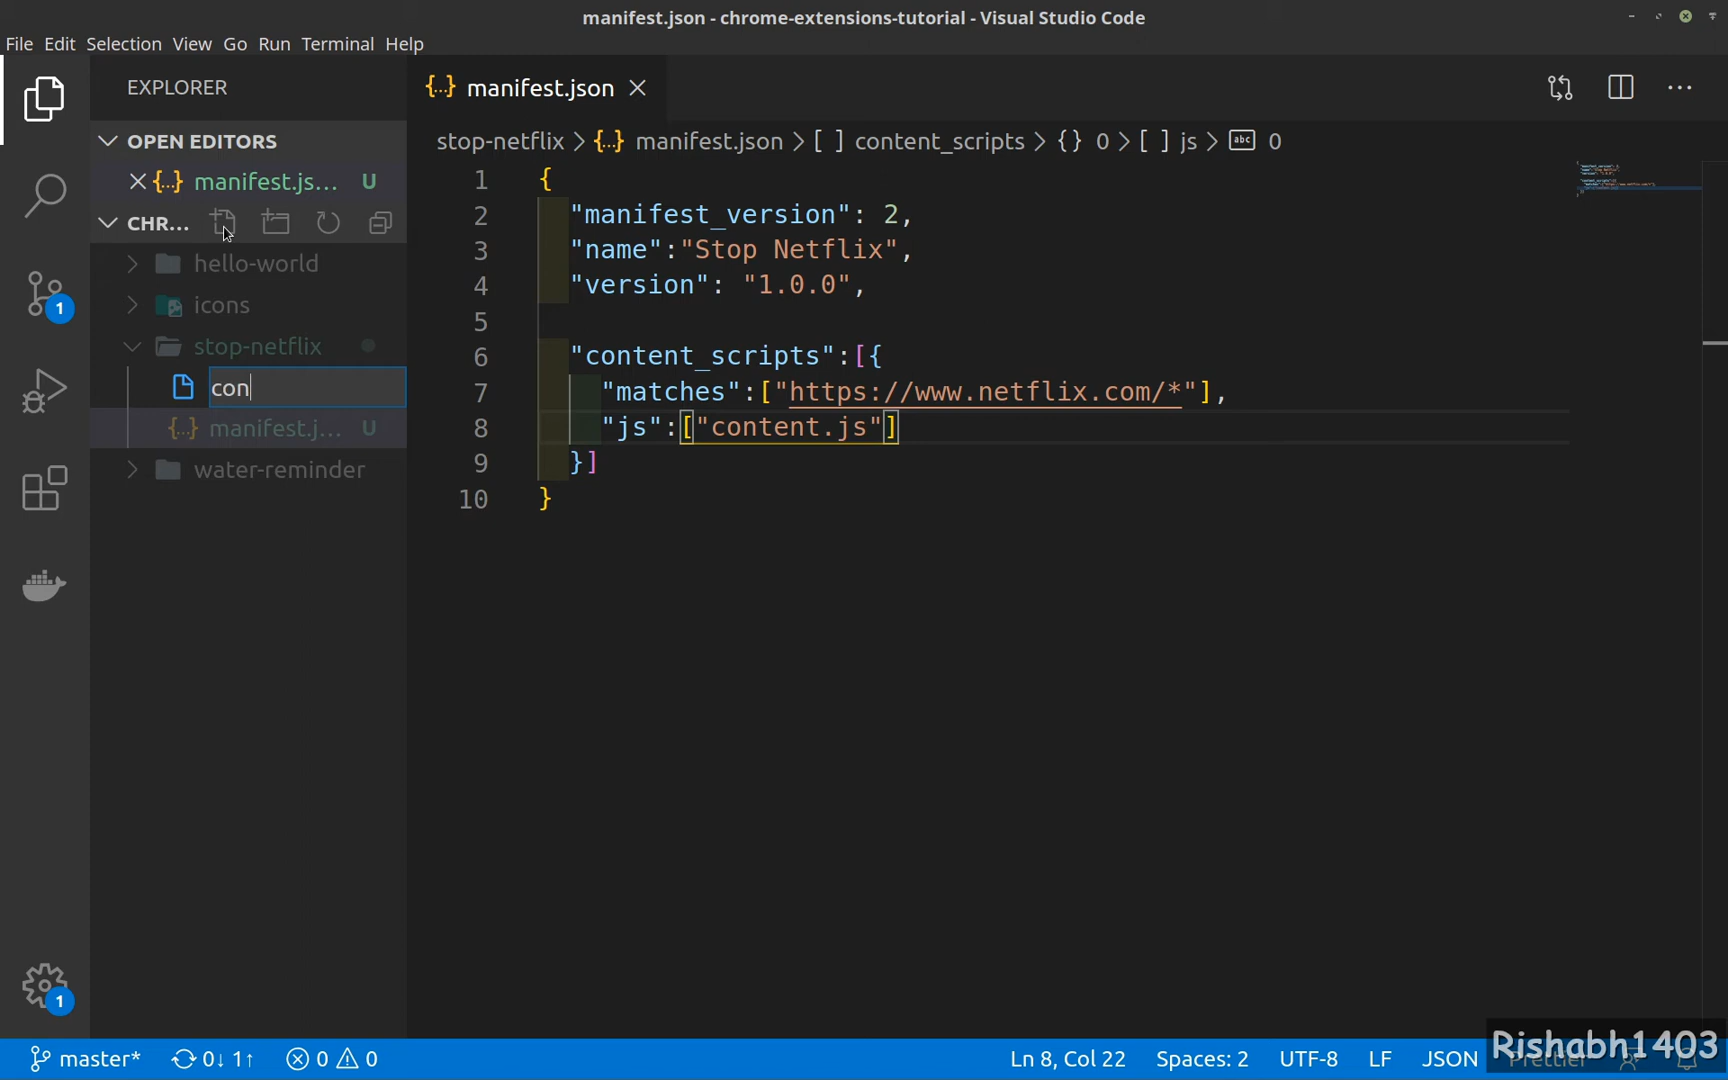 manifest.json - chrome-extensions-tutorial - Visual Studio Code
File Edit Selection View Go Run Terminal Help
EXPLORER
manifest.json
OPEN EDITORS
stop-netflix > {..} manifest.json > [ ] content_scripts > {} 0 > [ ] js > abc 0
manifest.js... U
CHR...
hello-world
icons
stop-netflix
con
manifest.j... U
water-reminder
1 {
2 "manifest_version": 2,
3 "name":"Stop Netflix",
4 "version": "1.0.0",
5
6 "content_scripts":[{
7 "matches":["https://www.netflix.com/*"],
8 "js":["content.js"]
9 }]
10 }
1
1
master* 0↓ 1↑ 0 0 Ln 8, Col 22 Spaces: 2 UTF-8 LF JSON Prettier
Rishabh1403